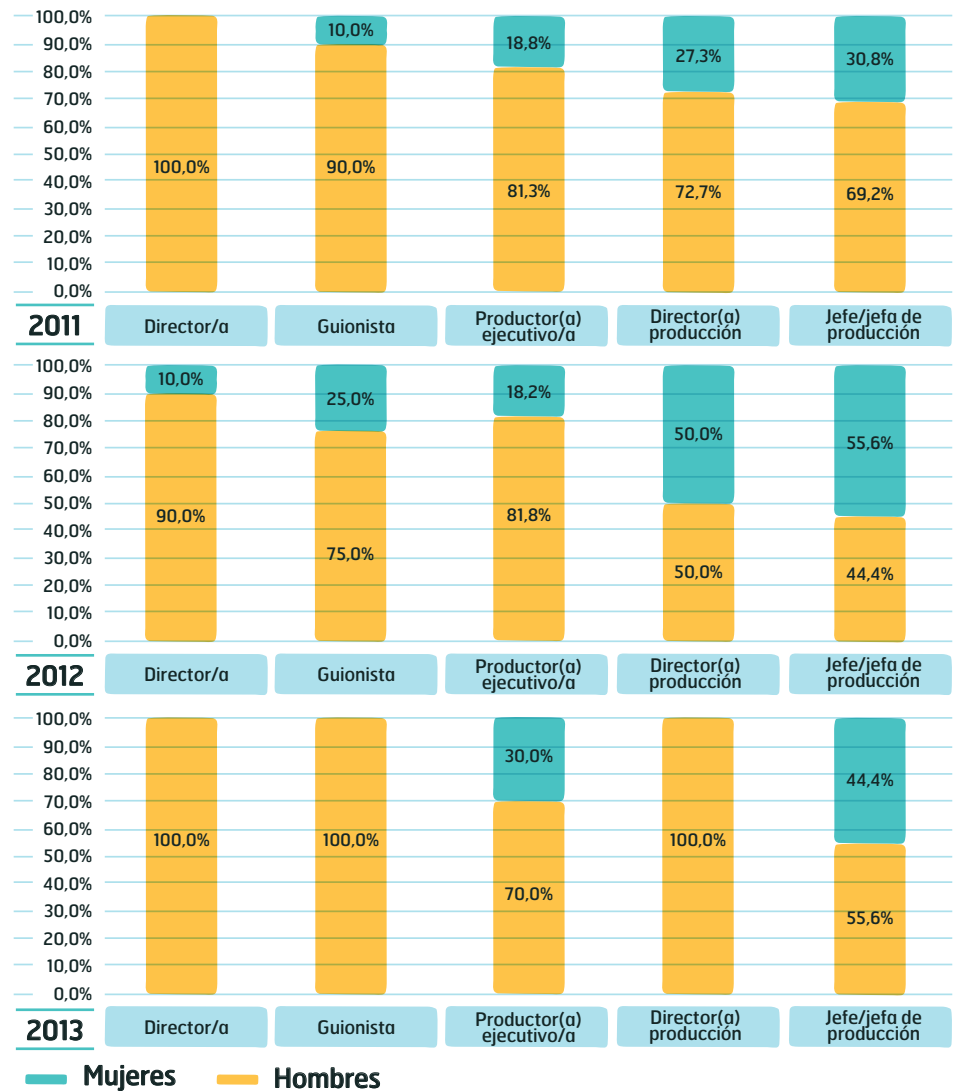 100,0%
90,0%
80,0%
70,0%
60,0%
50,0%
40,0%
30,0%
20,0%
10,0%
0,0%
10,0%
18,8%
27,3%
30,8%
100,0%
90,0%
81,3%
72,7%
69,2%
2011
Director/a
Guionista
Productor(a)
ejecutivo/a
Director(a)
producción
Jefe/jefa de
producción
100,0%
90,0%
80,0%
70,0%
60,0%
50,0%
40,0%
30,0%
20,0%
10,0%
0,0%
10,0%
25,0%
18,2%
50,0%
55,6%
90,0%
75,0%
81,8%
50,0%
44,4%
2012
Director/a
Guionista
Productor(a)
ejecutivo/a
Director(a)
producción
Jefe/jefa de
producción
100,0%
90,0%
80,0%
70,0%
60,0%
50,0%
40,0%
30,0%
20,0%
10,0%
0,0%
30,0%
44,4%
100,0%
100,0%
70,0%
100,0%
55,6%
2013
Director/a
Guionista
Productor(a)
ejecutivo/a
Director(a)
producción
Jefe/jefa de
producción
Mujeres
Hombres